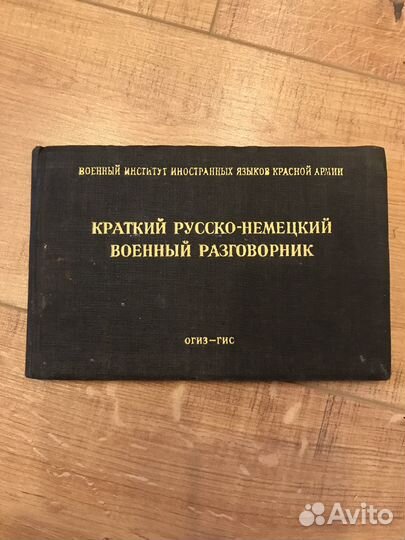 ВОЕННЫЙ ИНСТИТУТ ИНОСТРАННЫХ ЯЗЫКОВ КРАСНОЙ АРМИИ
КРАТКИЙ РУССКО-НЕМЕЦКИЙ
ВОЕННЫЙ РАЗГОВОРНИК
ОГИЗ-ГИС
Avito